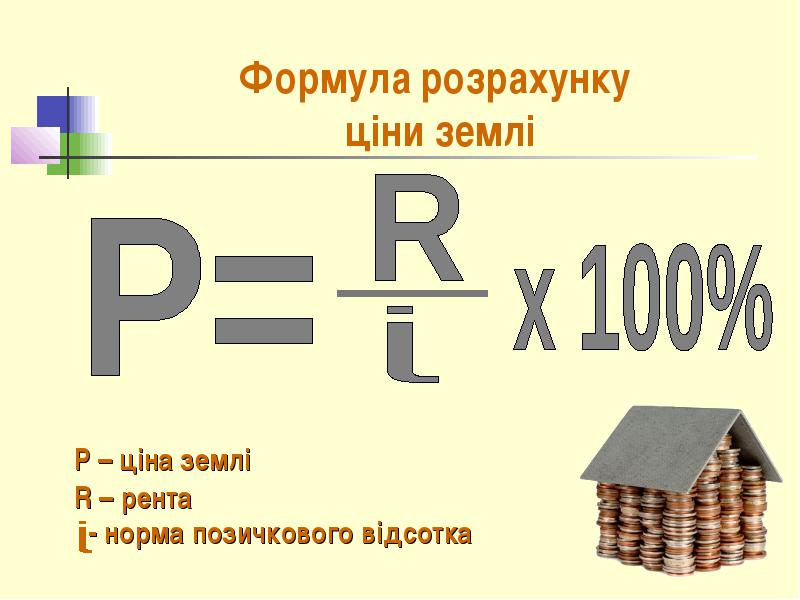 Формула розрахунку
ціни землі
P= R / i x 100%
P – ціна землі
R – рента
i- норма позичкового відсотка